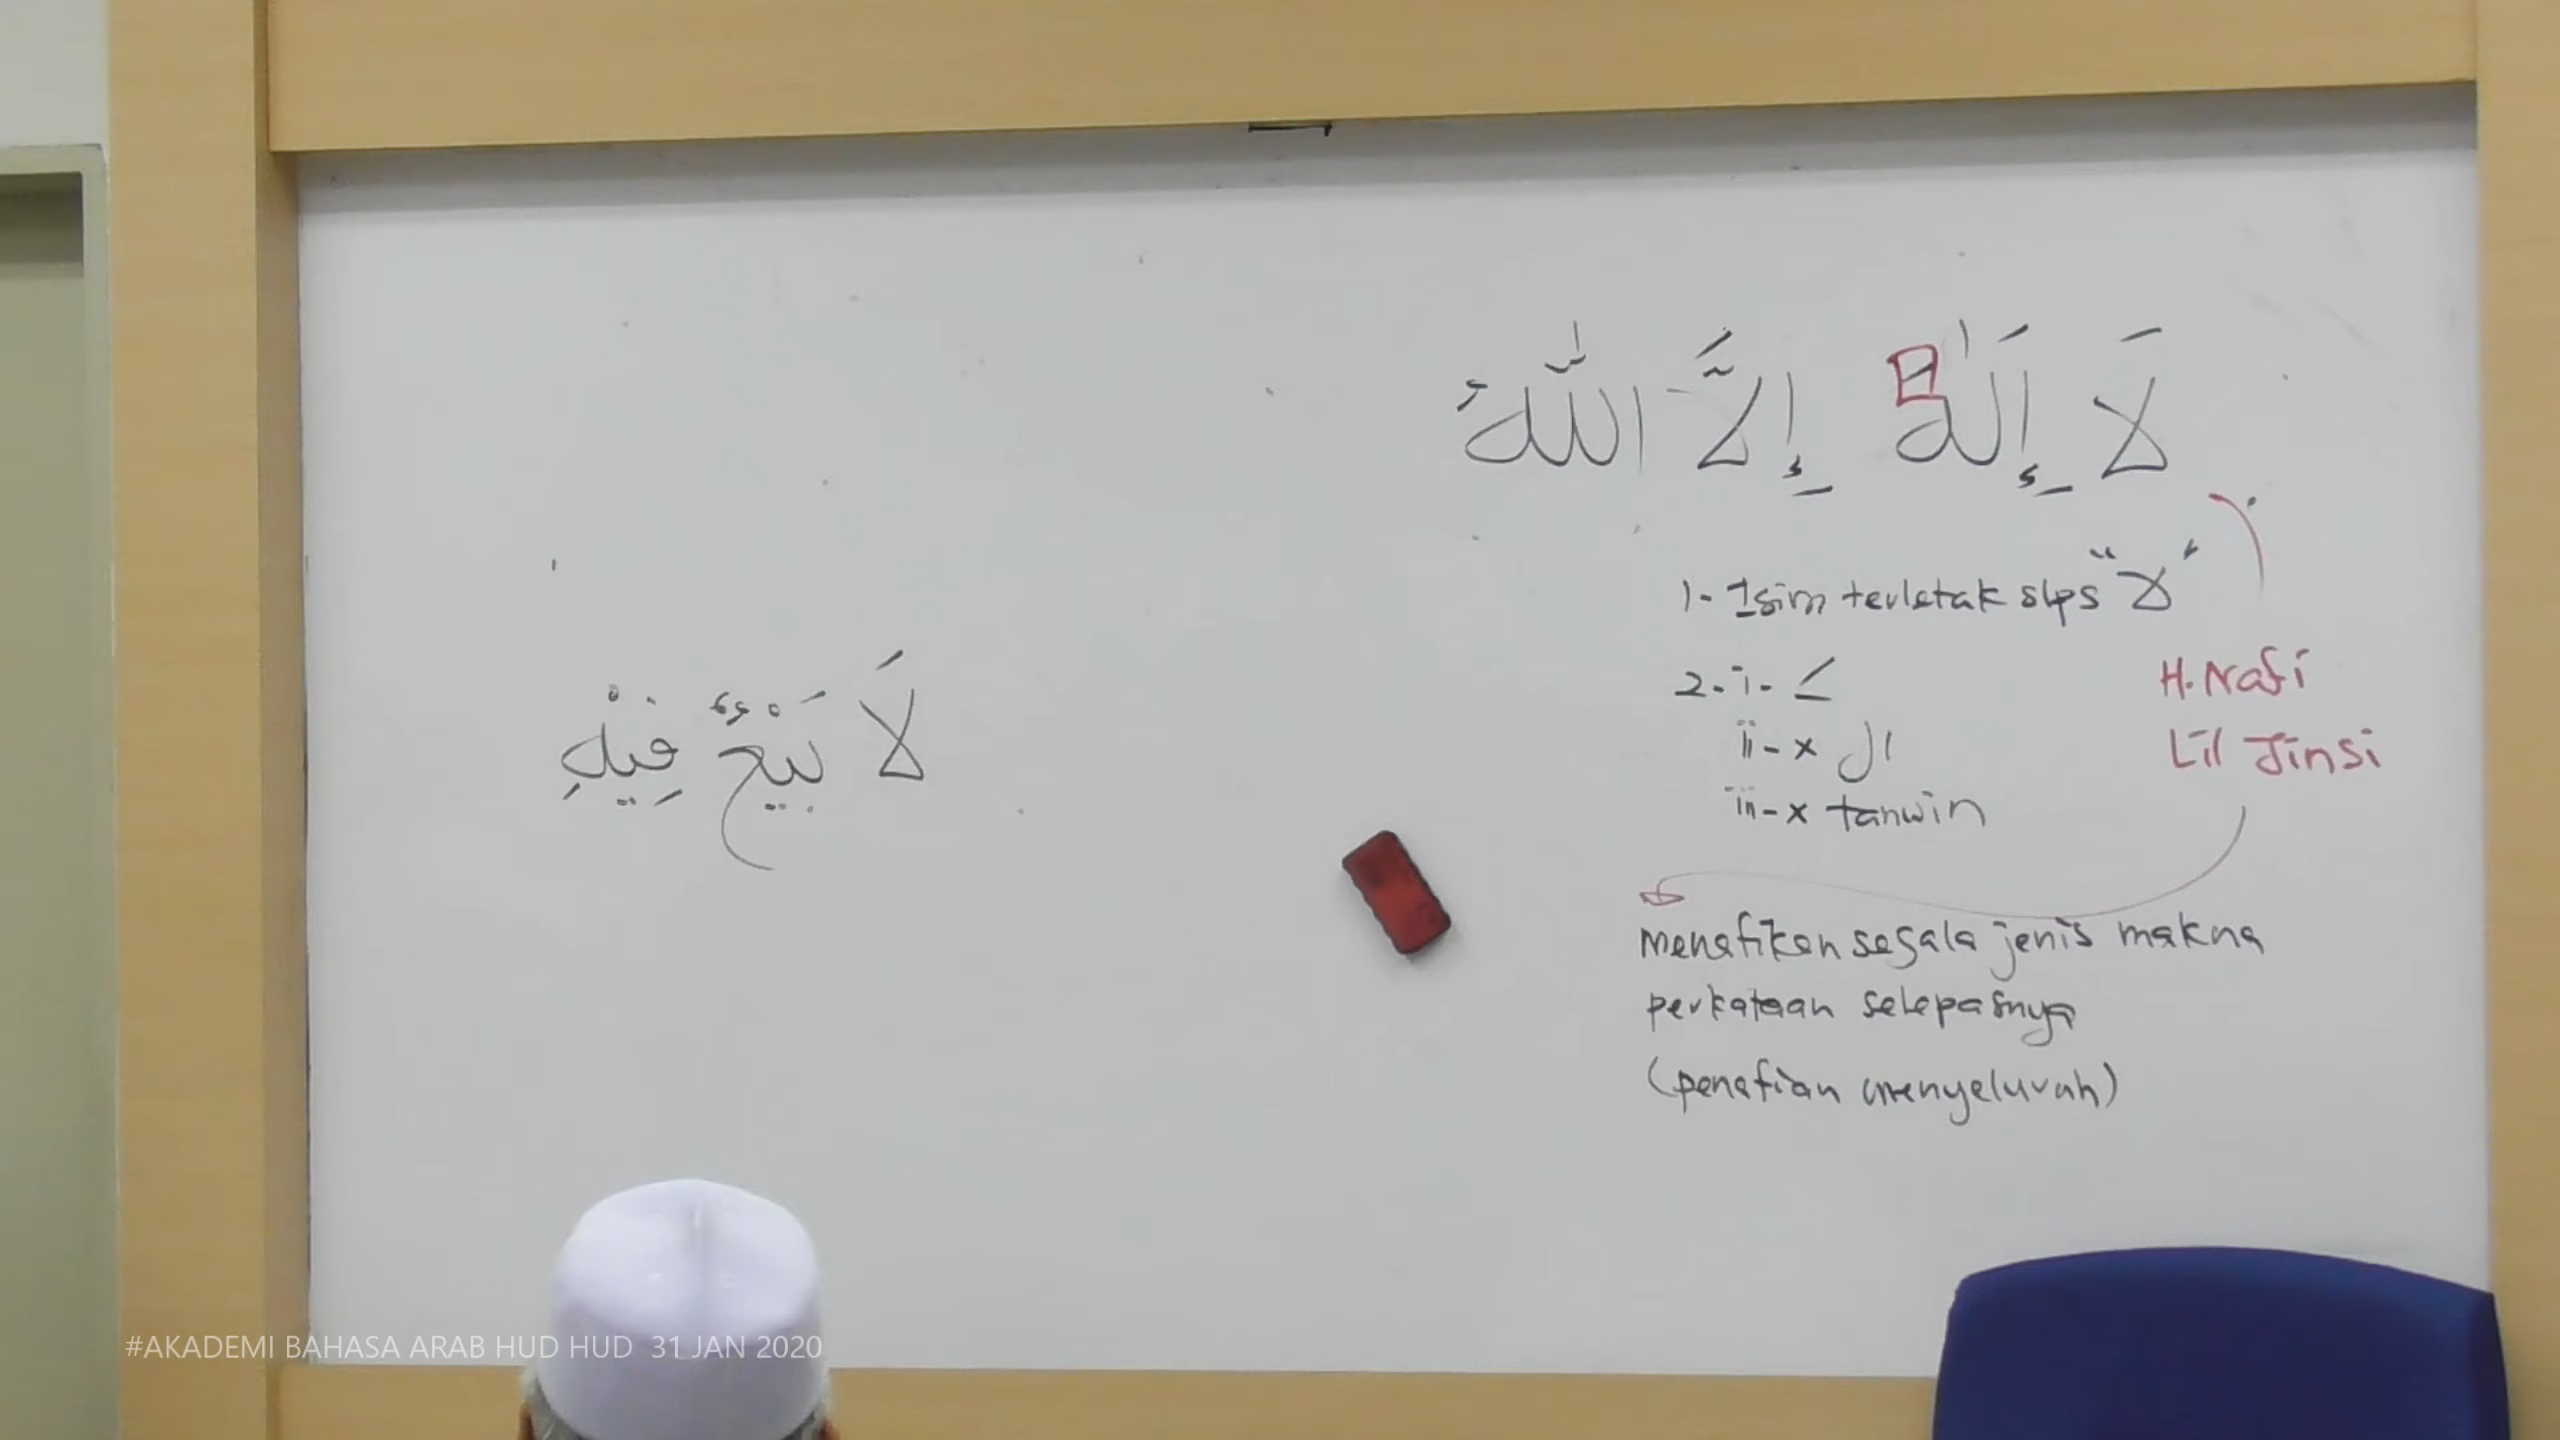 لَا إِلَٰهَ إِلَّا اللّٰهُ
1- Isim terletak slps "لا"
2- i- َ
ii- x ال
iii- x tanwin
H. Nafi
Lil Jinsi
menafikan segala jenis makna
perkataan selepasnya
(penafian menyeluruh)
لَا بَيْعٌ فِيْهِ
#AKADEMI BAHASA ARAB HUD HUD 31 JAN 2020